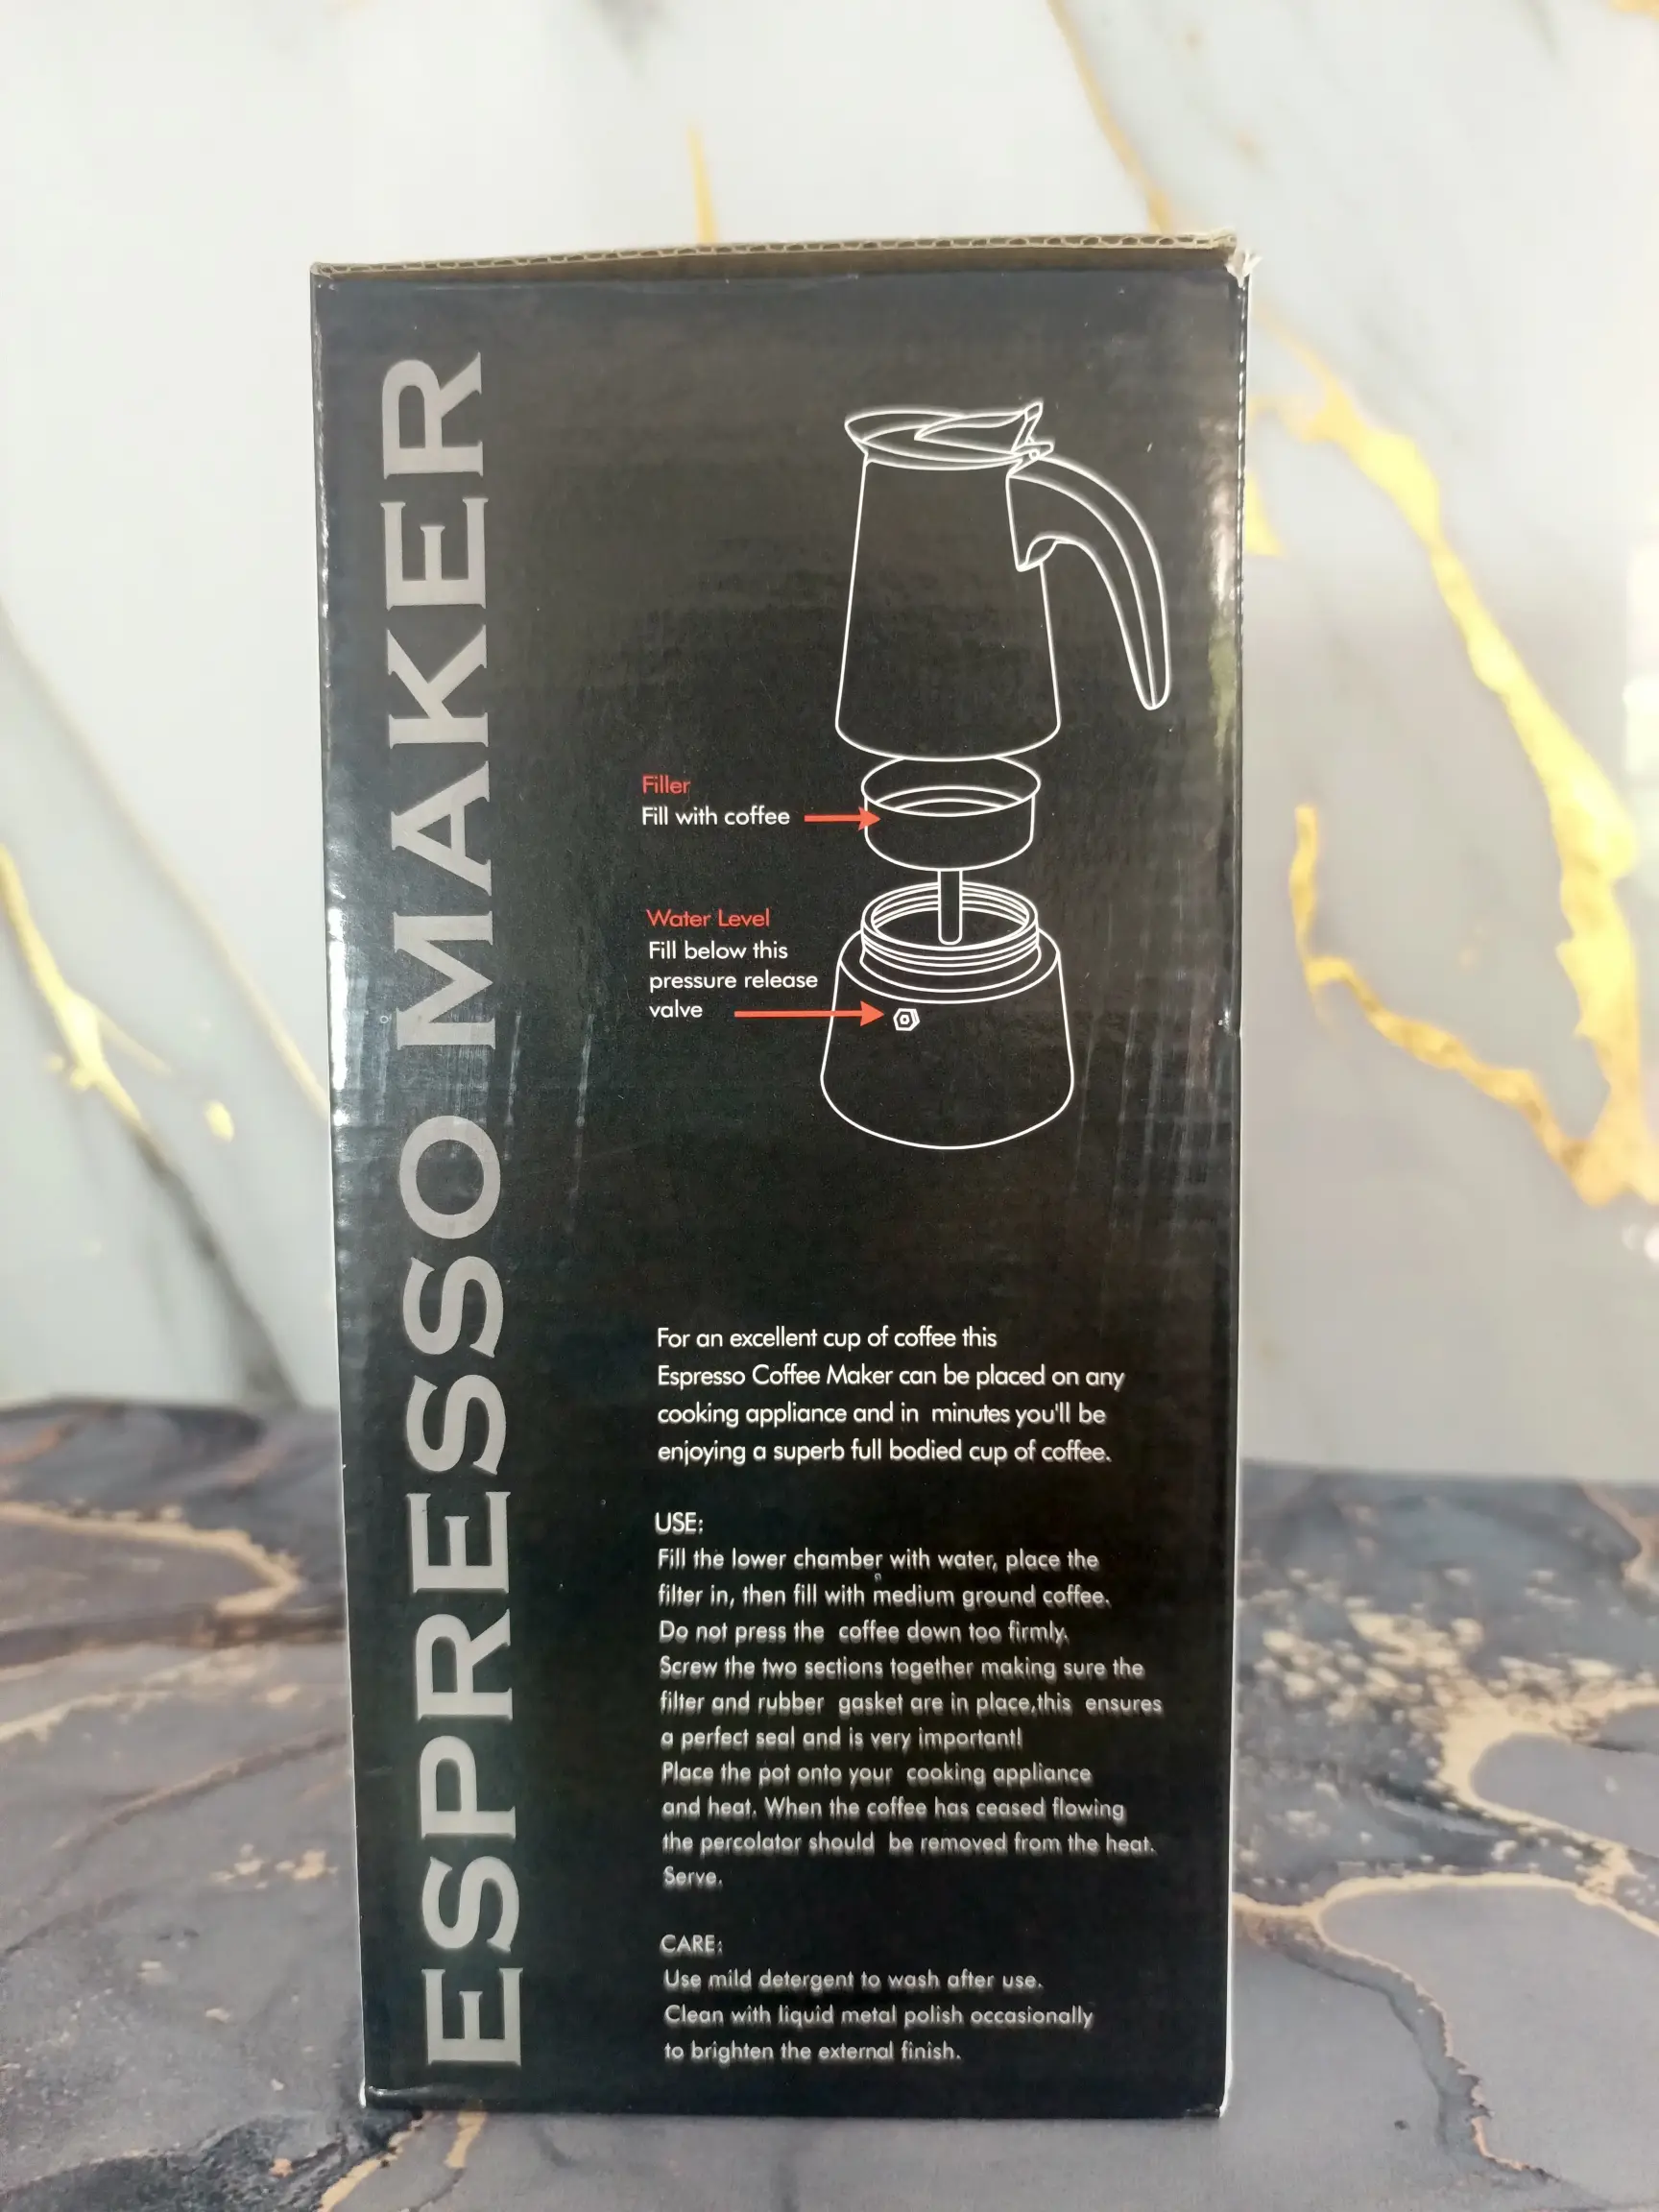 ESPRESSO MAKER
Filler
Fill with coffee
Water Level
Fill below this
pressure release
valve
For an excellent cup of coffee this
Espresso Coffee Maker can be placed on any
cooking appliance and in minutes you'll be
enjoying a superb full bodied cup of coffee.
USE:
Fill the lower chamber with water, place the
filter in, then fill with medium ground coffee.
Do not press the coffee down too firmly.
Screw the two sections together making sure the
filter and rubber gasket are in place,this ensures
a perfect seal and is very important!
Place the pot onto your cooking appliance
and heat. When the coffee has ceased flowing
the percolator should be removed from the heat.
Serve.
CARE:
Use mild detergent to wash after use.
Clean with liquid metal polish occasionally
to brighten the external finish.